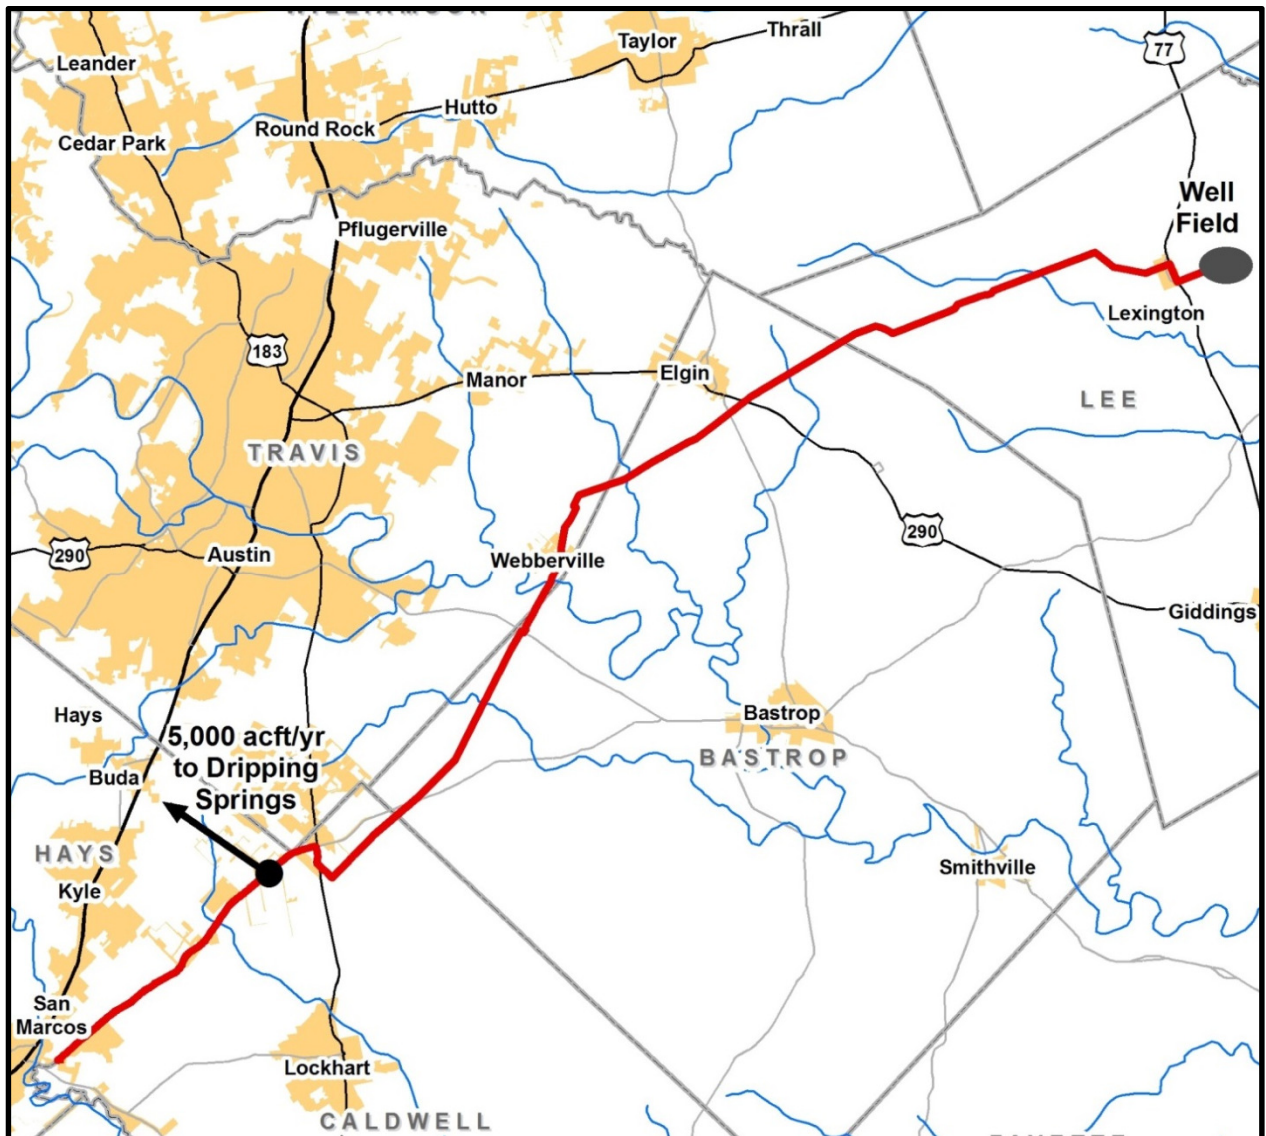 Taylor
Thrall
77
Leander
Hutto
Round Rock
Cedar Park
Well
Field
Pflugerville
Lexington
183
Manor
Elgin
LEE
TRAVIS
290
Austin
Webberville
290
Giddings
Hays
5,000 acft/yr
to Dripping
Springs
Bastrop
BASTROP
Buda
HAYS
Kyle
Smithville
San
Marcos
Lockhart
CALDWELL